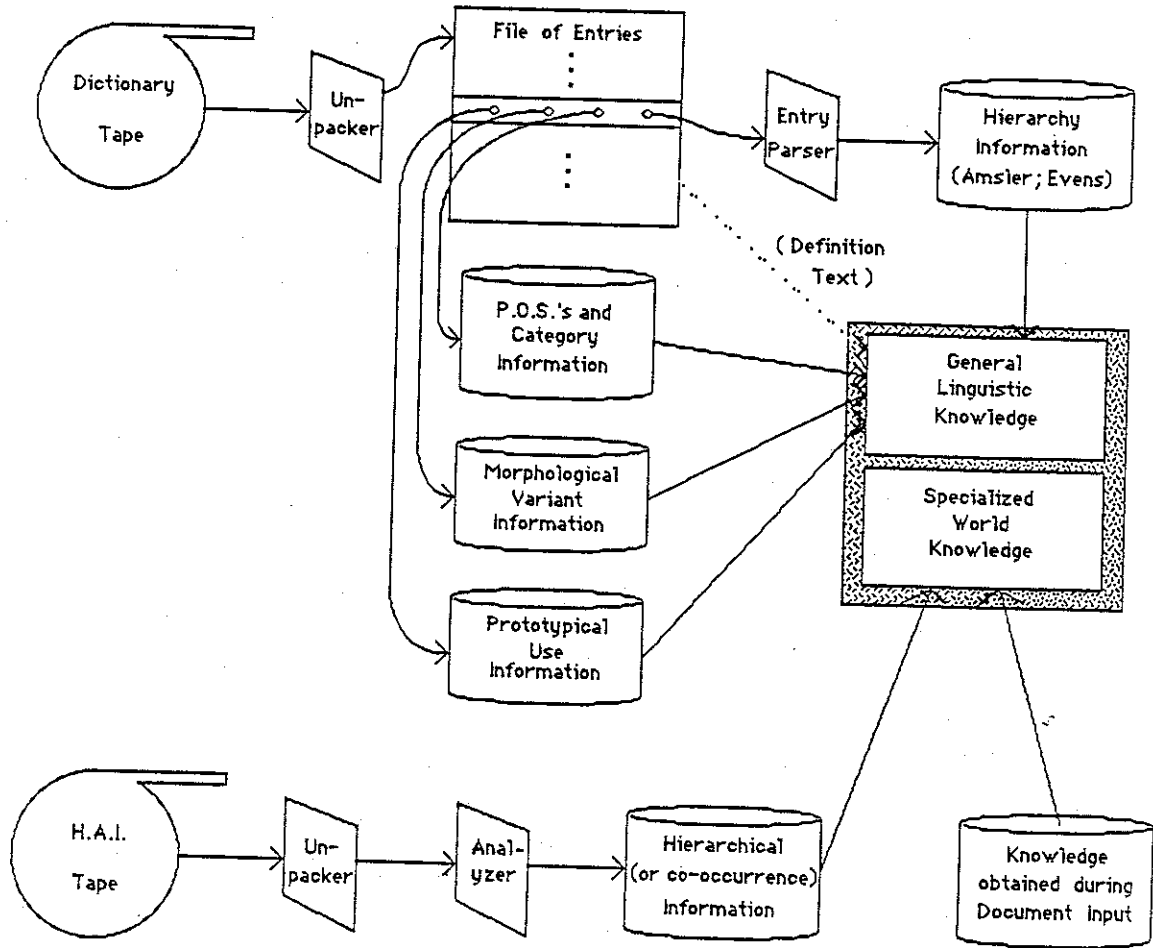 File of Entries
Dictionary
Tape
Un-
packer
Entry
Parser
Hierarchy
Information
(Amsler; Evens)
(Definition
Text)
P.O.S.'s and
Category
Information
General
Linguistic
Knowledge
Morphological
Variant
Information
Specialized
World
Knowledge
Prototypical
Use
Information
H.A.I.
Tape
Un-
packer
Anal-
yzer
Hierarchical
(or co-occurrence)
Information
Knowledge
obtained during
Document Input